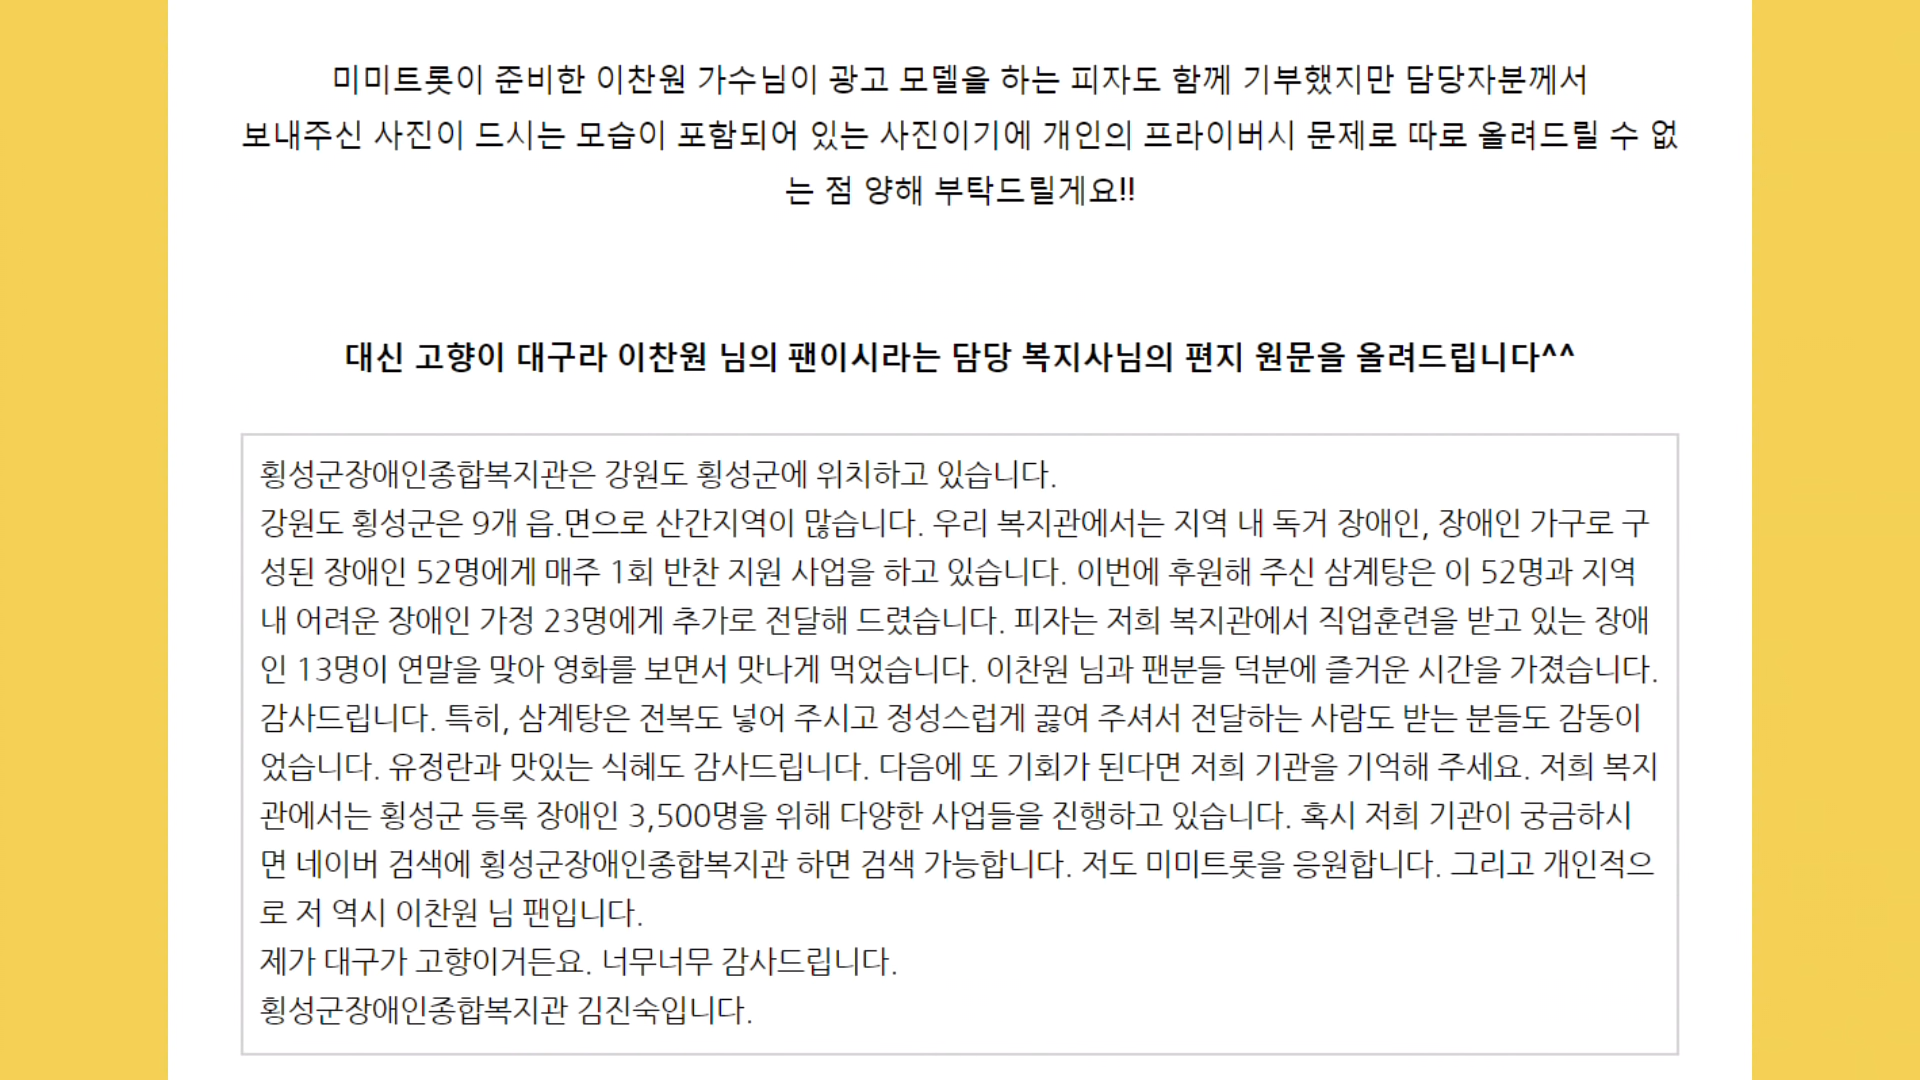 미미트롯이 준비한 이찬원 가수님이 광고 모델을 하는 피자도 함께 기부했지만 담당자분께서
보내주신 사진이 드시는 모습이 포함되어 있는 사진이기에 개인의 프라이버시 문제로 따로 올려드릴 수 없
는 점 양해 부탁드릴게요!!
대신 고향이 대구라 이찬원 님의 팬이시라는 담당 복지사님의 편지 원문을 올려드립니다^^
횡성군장애인종합복지관은 강원도 횡성군에 위치하고 있습니다.
강원도 횡성군은 9개 읍.면으로 산간지역이 많습니다. 우리 복지관에서는 지역 내 독거 장애인, 장애인 가구로 구
성된 장애인 52명에게 매주 1회 반찬 지원 사업을 하고 있습니다. 이번에 후원해 주신 삼계탕은 이 52명과 지역
내 어려운 장애인 가정 23명에게 추가로 전달해 드렸습니다. 피자는 저희 복지관에서 직업훈련을 받고 있는 장애
인 13명이 연말을 맞아 영화를 보면서 맛나게 먹었습니다. 이찬원 님과 팬분들 덕분에 즐거운 시간을 가졌습니다.
감사드립니다. 특히, 삼계탕은 전복도 넣어 주시고 정성스럽게 끓여 주셔서 전달하는 사람도 받는 분들도 감동이
었습니다. 유정란과 맛있는 식혜도 감사드립니다. 다음에 또 기회가 된다면 저희 기관을 기억해 주세요. 저희 복지
관에서는 횡성군 등록 장애인 3,500명을 위해 다양한 사업들을 진행하고 있습니다. 혹시 저희 기관이 궁금하시
면 네이버 검색에 횡성군장애인종합복지관 하면 검색 가능합니다. 저도 미미트롯을 응원합니다. 그리고 개인적으
로 저 역시 이찬원 님 팬입니다.
제가 대구가 고향이거든요. 너무너무 감사드립니다.
횡성군장애인종합복지관 김진숙입니다.